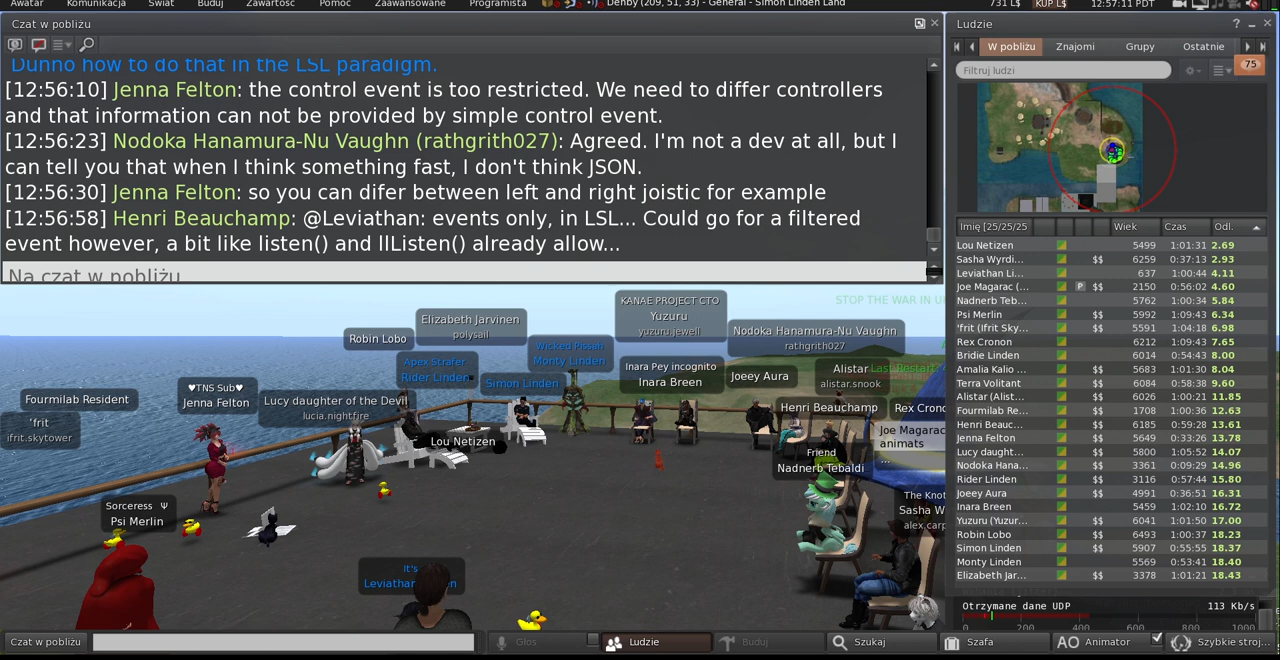 Awatar Komunikacja Świat Buduj Zawartość Pomoc Zaawansowane Programista Denby (209, 51, 33) - General - Simon Linden Land 731 L$ KUP L$ 12:57:11 PDT
Czat w pobliżu
Dunno how to do that in the LSL paradigm.
[12:56:10] Jenna Felton: the control event is too restricted. We need to differ controllers
and that information can not be provided by simple control event.
[12:56:23] Nodoka Hanamura-Nu Vaughn (rathgrith027): Agreed. I'm not a dev at all, but I
can tell you that when I think something fast, I don't think JSON.
[12:56:30] Jenna Felton: so you can difer between left and right joistic for example
[12:56:58] Henri Beauchamp: @Leviathan: events only, in LSL... Could go for a filtered
event however, a bit like listen() and llListen() already allow...
Na czat w pobliżu
Ludzie
W pobliżu Znajomi Grupy Ostatnie
Filtruj ludzi
75
Imię [25/25/25 Wiek Czas Odl.
Lou Netizen 5499 1:01:31 2.69
Sasha Wyrdi... $$ 6259 0:37:13 2.93
Leviathan Li... 637 1:00:44 4.11
Joe Magarac (... P $$ 2150 0:56:02 4.60
Nadnerb Teb... 5762 1:00:34 5.84
Psi Merlin $$ 5992 1:09:43 6.34
'frit (Ifrit Sky... $$ 5591 1:04:18 6.98
Rex Cronon $$ 6212 1:09:43 7.65
Bridie Linden 6014 0:54:43 8.00
Amalia Kalio ... $$ 5683 1:01:30 8.04
Terra Volitant $$ 6084 0:58:38 9.60
Alistar (Alist... $$ 6026 1:00:21 11.85
Fourmilab Re... $$ 1708 1:00:36 12.63
Henri Beauc... $$ 6185 0:59:28 13.61
Jenna Felton $$ 5649 0:33:26 13.78
Lucy daught... $$ 5800 1:05:52 14.07
Nodoka Hana... $$ 3361 0:09:29 14.96
Rider Linden $$ 3116 0:57:44 15.80
Joeey Aura $$ 4991 0:36:51 16.31
Inara Breen 5459 1:02:10 16.72
Yuzuru (Yuzur... $$ 6041 1:01:50 17.00
Robin Lobo $$ 6493 1:00:37 18.23
Simon Linden $$ 5907 0:55:55 18.37
Monty Linden 5569 0:53:41 18.40
Elizabeth Jar... $$ 3378 1:01:21 18.43
Otrzymane dane UDP 113 Kb/s
0 200 400 600 800 1000
STOP THE WAR IN
KANAE PROJECT CTO
Yuzuru
yuzuru.jewell
Elizabeth Jarvinen
polysail
Robin Lobo
Nodoka Hanamura-Nu Vaughn
rathgrith027
Wicked Pissah
Monty Linden
Apex Strafer
Rider Linden
Simon Linden
Inara Pey incognito
Inara Breen
Joeey Aura
Alistar
alistar.snook
Last Restart:
♥TNS Sub♥
Jenna Felton
Fourmilab Resident
Lucy daughter of the Devil
lucia.nightfire
Henri Beauchamp
Rex Crono
'frit
ifrit.skytower
Lou Netizen
Joe Magarac
animats
...
Friend
Nadnerb Tebaldi
Sorceress Ψ
Psi Merlin
The Knot
Sasha W
alex.carp
It's
Leviathan
Czat w pobliżu Głos Ludzie Buduj Szukaj Szafa AO Animator Szybkie stroj...